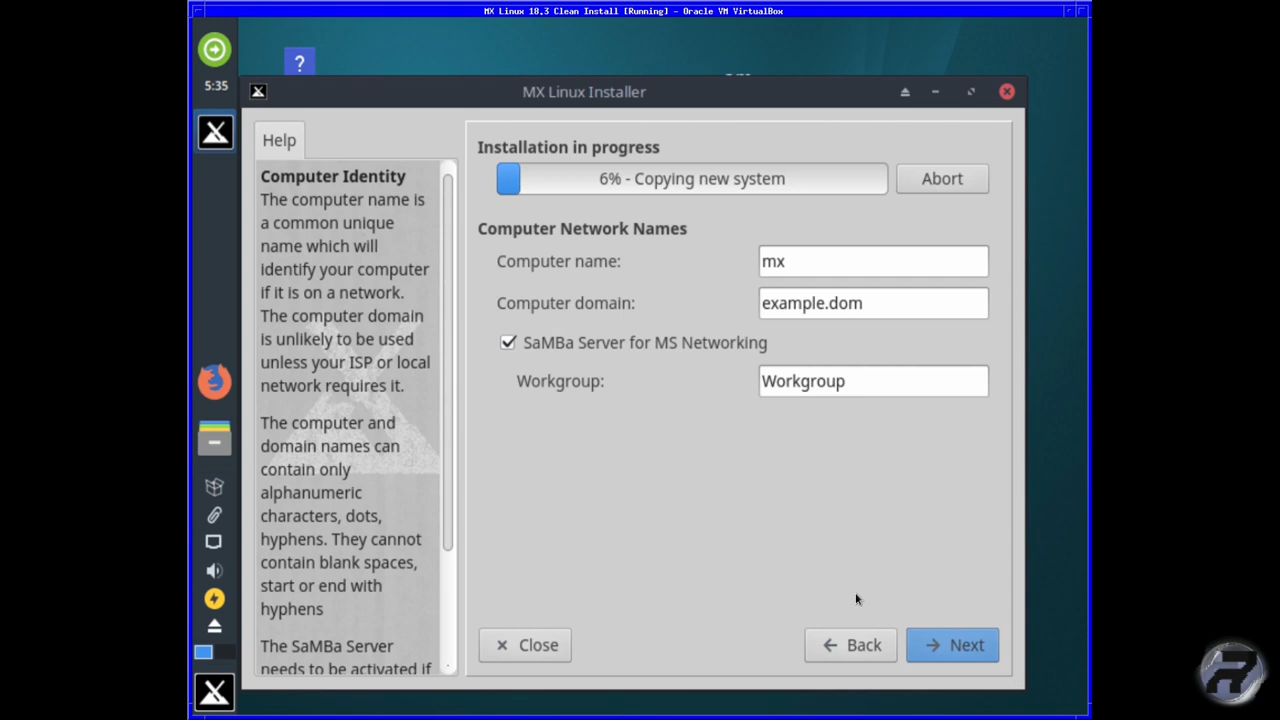 MX Linux 18.3 Clean Install [Running] - Oracle VM VirtualBox
?
5:35
MX Linux Installer
Help
Computer Identity
The computer name is
a common unique
name which will
identify your computer
if it is on a network.
The computer domain
is unlikely to be used
unless your ISP or local
network requires it.
The computer and
domain names can
contain only
alphanumeric
characters, dots,
hyphens. They cannot
contain blank spaces,
start or end with
hyphens
The SaMBa Server
needs to be activated if
Installation in progress
6% - Copying new system
Abort
Computer Network Names
Computer name:
mx
Computer domain:
example.dom
SaMBa Server for MS Networking
Workgroup:
Workgroup
Close
Back
Next